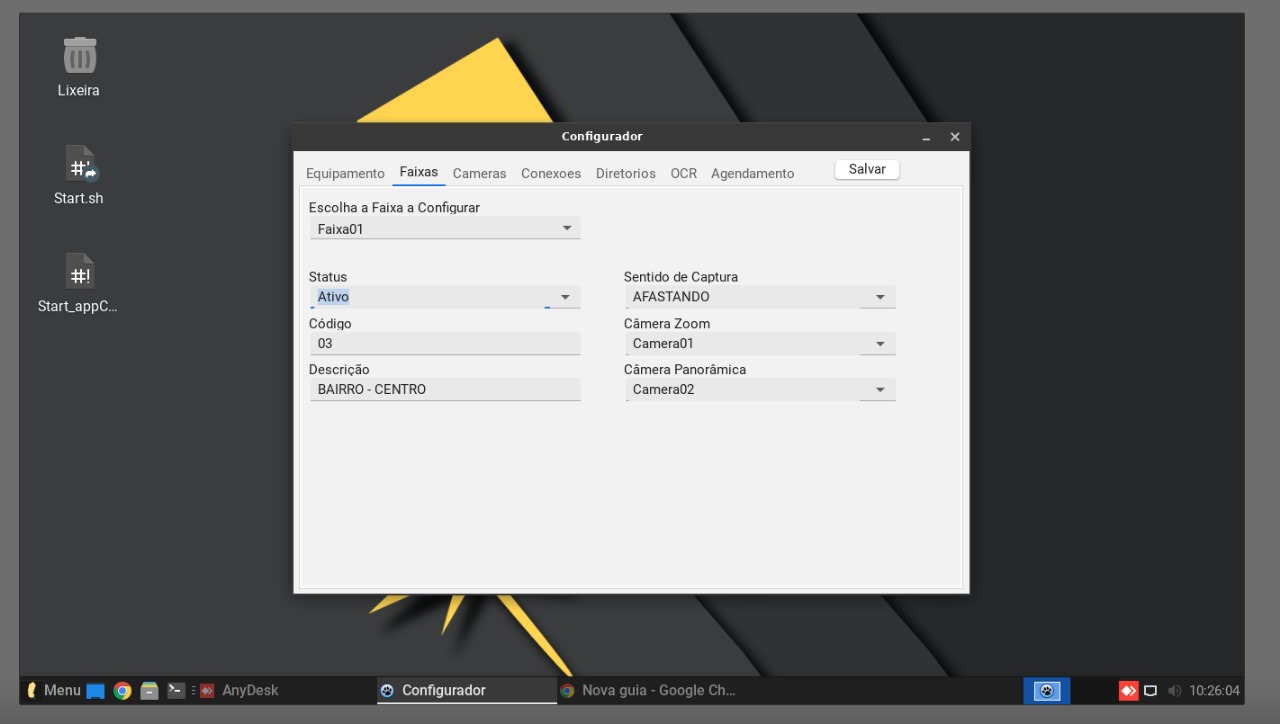 Lixeira
Start.sh
Start_appC...
Configurador
Equipamento Faixas Cameras Conexoes Diretorios OCR Agendamento Salvar
Escolha a Faixa a Configurar
Faixa01
Status
Ativo
Código
03
Descrição
BAIRRO - CENTRO
Sentido de Captura
AFASTANDO
Câmera Zoom
Camera01
Câmera Panorâmica
Camera02
Menu AnyDesk Configurador Nova guia - Google Ch... 10:26:04